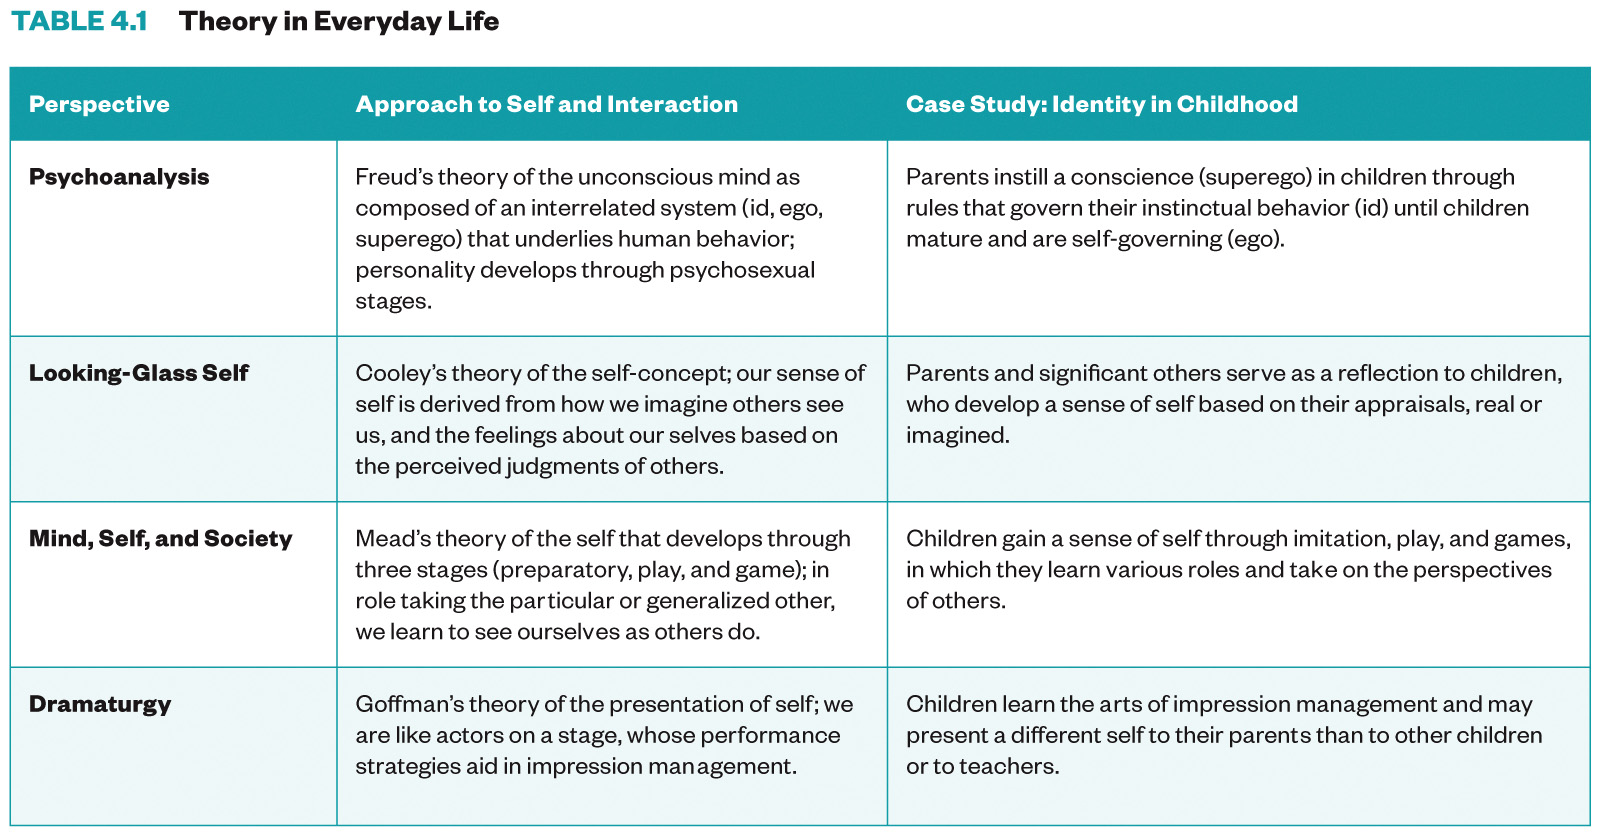 TABLE 4.1 Theory in Everyday Life
Perspective
Approach to Self and Interaction
Case Study: Identity in Childhood
Psychoanalysis
Freud’s theory of the unconscious mind as
composed of an interrelated system (id, ego,
superego) that underlies human behavior;
personality develops through psychosexual
stages.
Parents instill a conscience (superego) in children through
rules that govern their instinctual behavior (id) until children
mature and are self-governing (ego).
Looking-Glass Self
Cooley’s theory of the self-concept; our sense of
self is derived from how we imagine others see
us, and the feelings about our selves based on
the perceived judgments of others.
Parents and significant others serve as a reflection to children,
who develop a sense of self based on their appraisals, real or
imagined.
Mind, Self, and Society
Mead’s theory of the self that develops through
three stages (preparatory, play, and game); in
role taking the particular or generalized other,
we learn to see ourselves as others do.
Children gain a sense of self through imitation, play, and games,
in which they learn various roles and take on the perspectives
of others.
Dramaturgy
Goffman’s theory of the presentation of self; we
are like actors on a stage, whose performance
strategies aid in impression management.
Children learn the arts of impression management and may
present a different self to their parents than to other children
or to teachers.